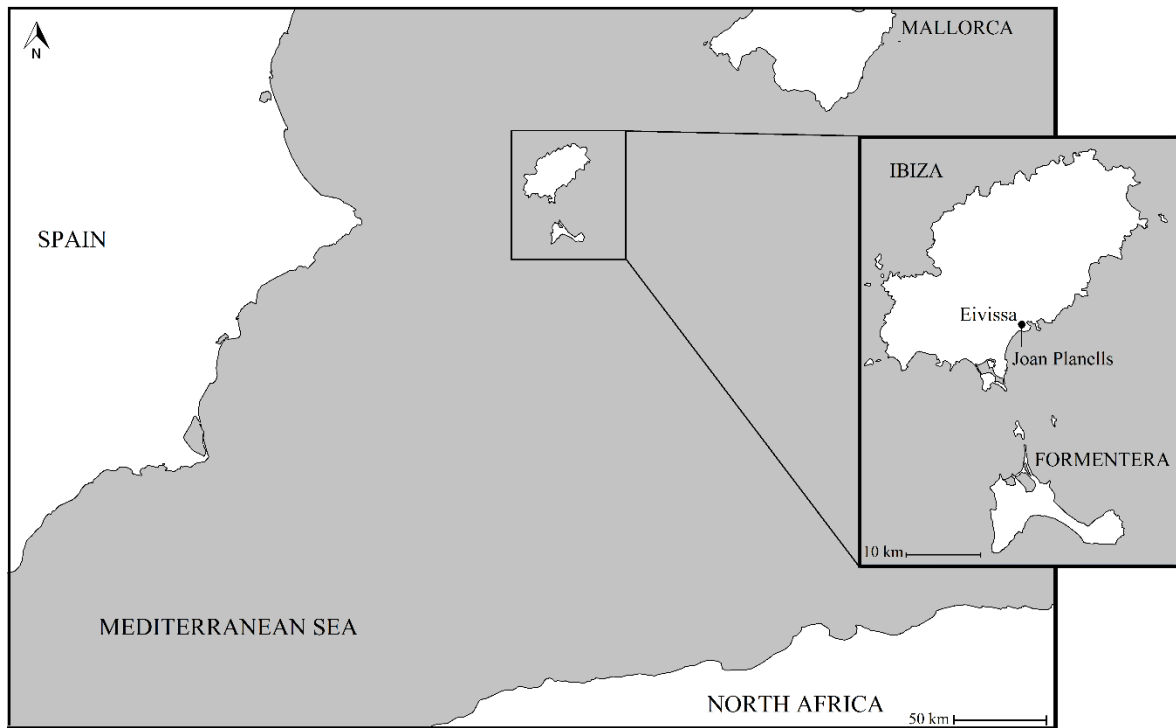 N
MALLORCA
IBIZA
SPAIN
Eivissa
Joan Planells
FORMENTERA
10 km
MEDITERRANEAN SEA
NORTH AFRICA
50 km